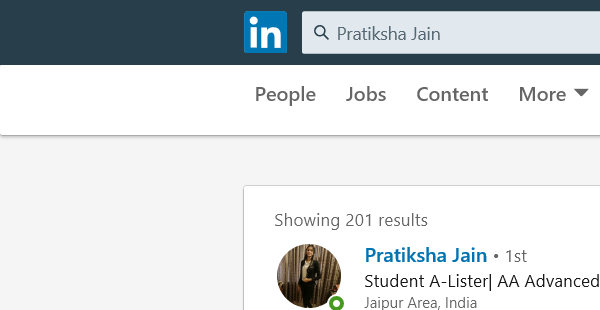 in Pratiksha Jain
People Jobs Content More
Showing 201 results
Pratiksha Jain • 1st
Student A-Lister| AA Advanced
Jaipur Area, India